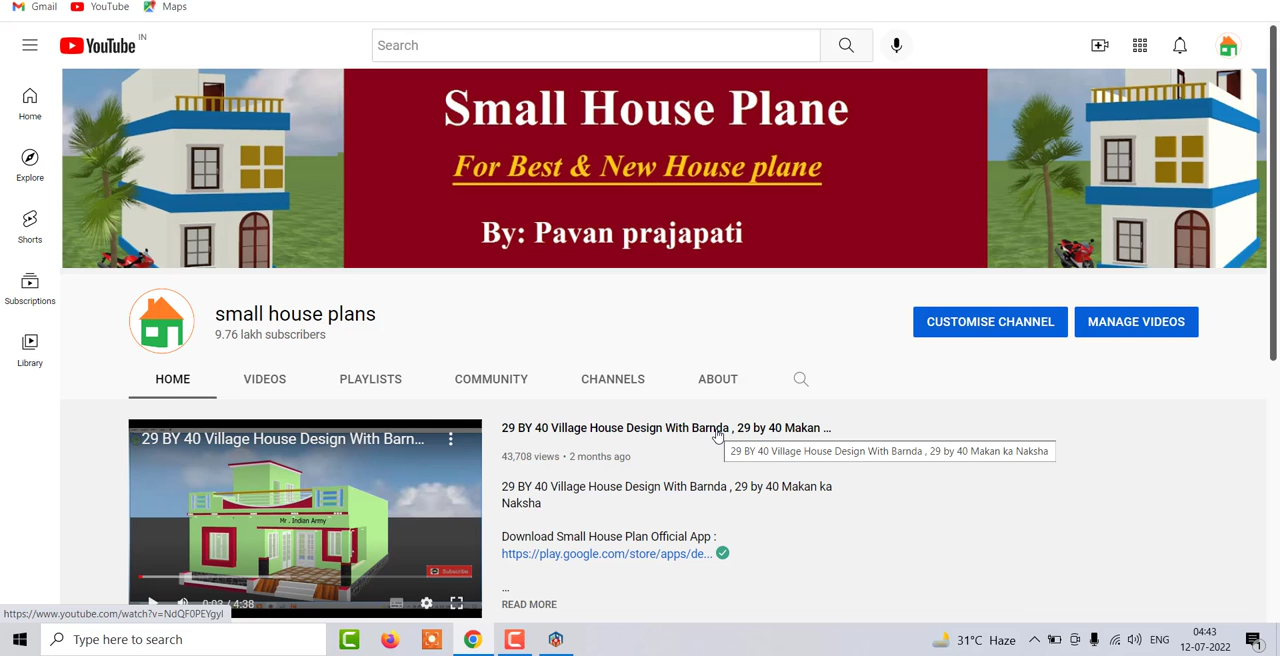 Gmail YouTube Maps
YouTube IN
Search
Home
Explore
Shorts
Subscriptions
Library
Small House Plane
For Best & New House plane
By: Pavan prajapati
small house plans
9.76 lakh subscribers
CUSTOMISE CHANNEL MANAGE VIDEOS
HOME VIDEOS PLAYLISTS COMMUNITY CHANNELS ABOUT
29 BY 40 Village House Design With Barn...
Mr. Indian Army
Subscribe
0:02 / 4:38
29 BY 40 Village House Design With Barnda , 29 by 40 Makan ...
29 BY 40 Village House Design With Barnda , 29 by 40 Makan ka Naksha
43,708 views • 2 months ago
29 BY 40 Village House Design With Barnda , 29 by 40 Makan ka
Naksha
Download Small House Plan Official App :
https://play.google.com/store/apps/de...
...
READ MORE
https://www.youtube.com/watch?v=NdQF0PEYgyI
Type here to search
31°C Haze
ENG
04:43
12-07-2022
1